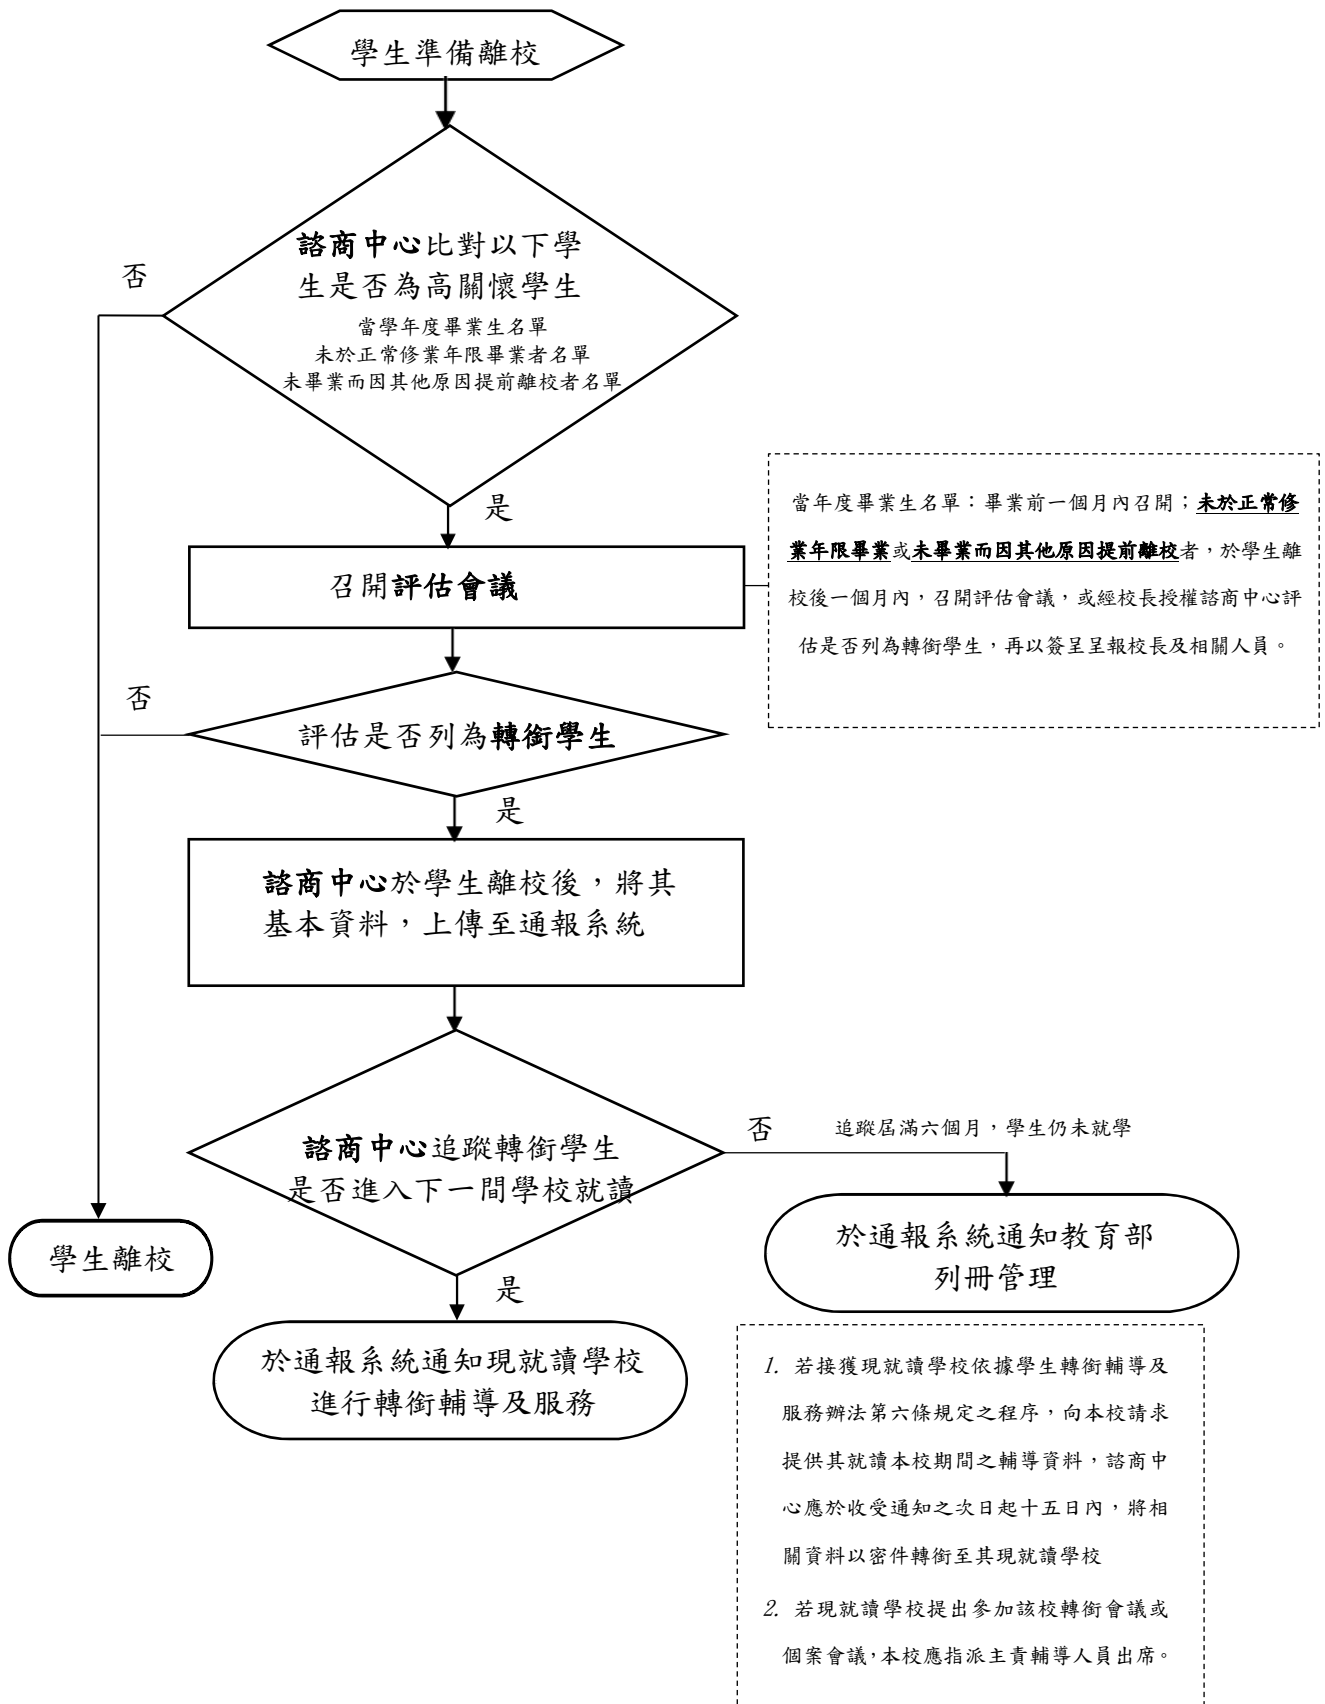 學生準備離校
諮商中心比對以下學
生是否為高關懷學生
當學年度畢業生名單
未於正常修業年限畢業者名單
未畢業而因其他原因提前離校者名單
否
是
召開評估會議
當年度畢業生名單：畢業前一個月內召開；未於正常修
業年限畢業或未畢業而因其他原因提前離校者，於學生離
校後一個月內，召開評估會議，或經校長授權諮商中心評
估是否列為轉銜學生，再以簽呈呈報校長及相關人員。
否
評估是否列為轉銜學生
是
諮商中心於學生離校後，將其
基本資料，上傳至通報系統
諮商中心追蹤轉銜學生
是否進入下一間學校就讀
否
追蹤屆滿六個月，學生仍未就學
學生離校
於通報系統通知教育部
列冊管理
是
於通報系統通知現就讀學校
進行轉銜輔導及服務
1. 若接獲現就讀學校依據學生轉銜輔導及
服務辦法第六條規定之程序，向本校請求
提供其就讀本校期間之輔導資料，諮商中
心應於收受通知之次日起十五日內，將相
關資料以密件轉銜至其現就讀學校
2. 若現就讀學校提出參加該校轉銜會議或
個案會議，本校應指派主責輔導人員出席。